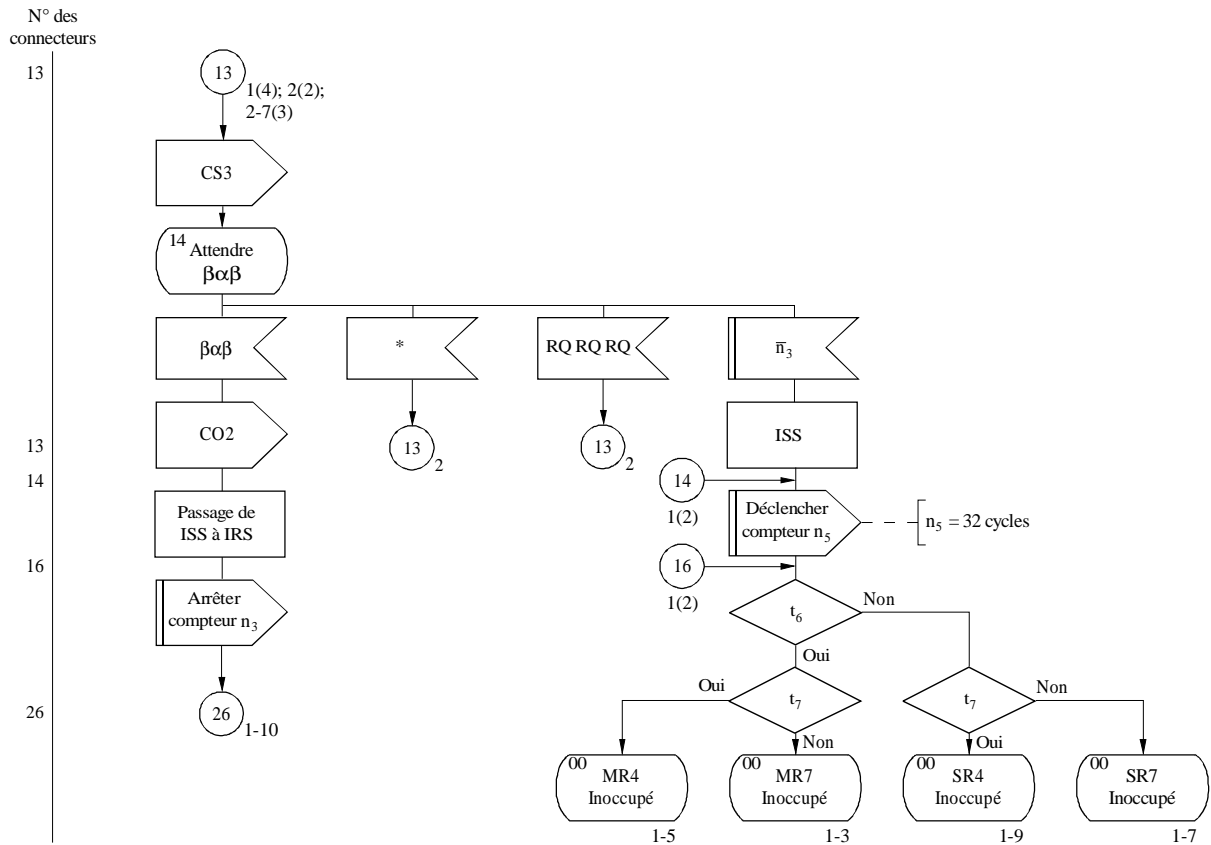 N° des
connecteurs
13
13
1(4); 2(2);
2-7(3)
CS3
14
Attendre
βαβ
βαβ
*
RQ RQ RQ
n̅3
CO2
13
2
13
2
ISS
13
14
14
1(2)
Passage de
ISS à IRS
Déclencher
compteur n5
n5 = 32 cycles
16
16
1(2)
Arrêter
compteur n3
t6
Non
Oui
26
26
1-10
Oui
t7
Non
t7
Non
Oui
00
MR4
Inoccupé
1-5
00
MR7
Inoccupé
1-3
00
SR4
Inoccupé
1-9
00
SR7
Inoccupé
1-7